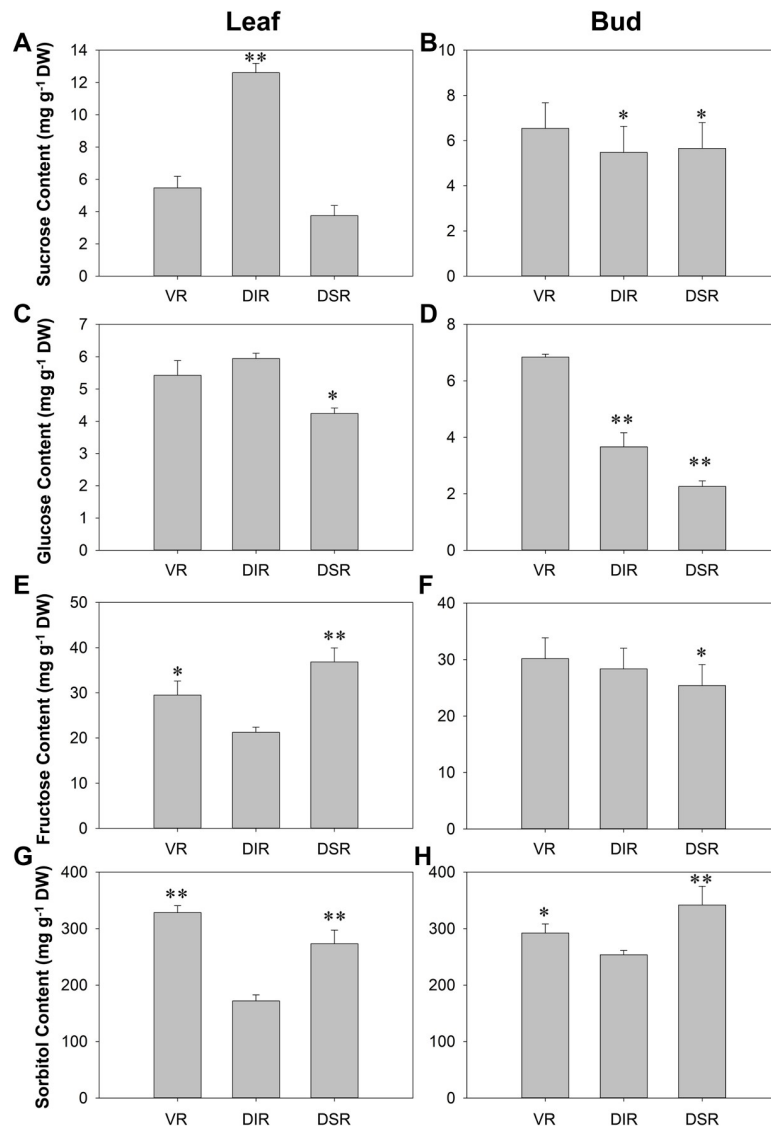 Leaf
Bud
A
Sucrose Content (mg g⁻¹ DW)
14
12
10
8
6
4
2
0
**
VR DIR DSR
B
10
8
6
4
2
0
* *
VR DIR DSR
C
Glucose Content (mg g⁻¹ DW)
7
6
5
4
3
2
1
0
*
VR DIR DSR
D
8
6
4
2
0
**
**
VR DIR DSR
E
Fructose Content (mg g⁻¹ DW)
50
40
30
20
10
0
* **
VR DIR DSR
F
40
30
20
10
0
*
VR DIR DSR
G
Sorbitol Content (mg g⁻¹ DW)
400
300
200
100
0
** **
VR DIR DSR
H
400
300
200
100
0
* **
VR DIR DSR